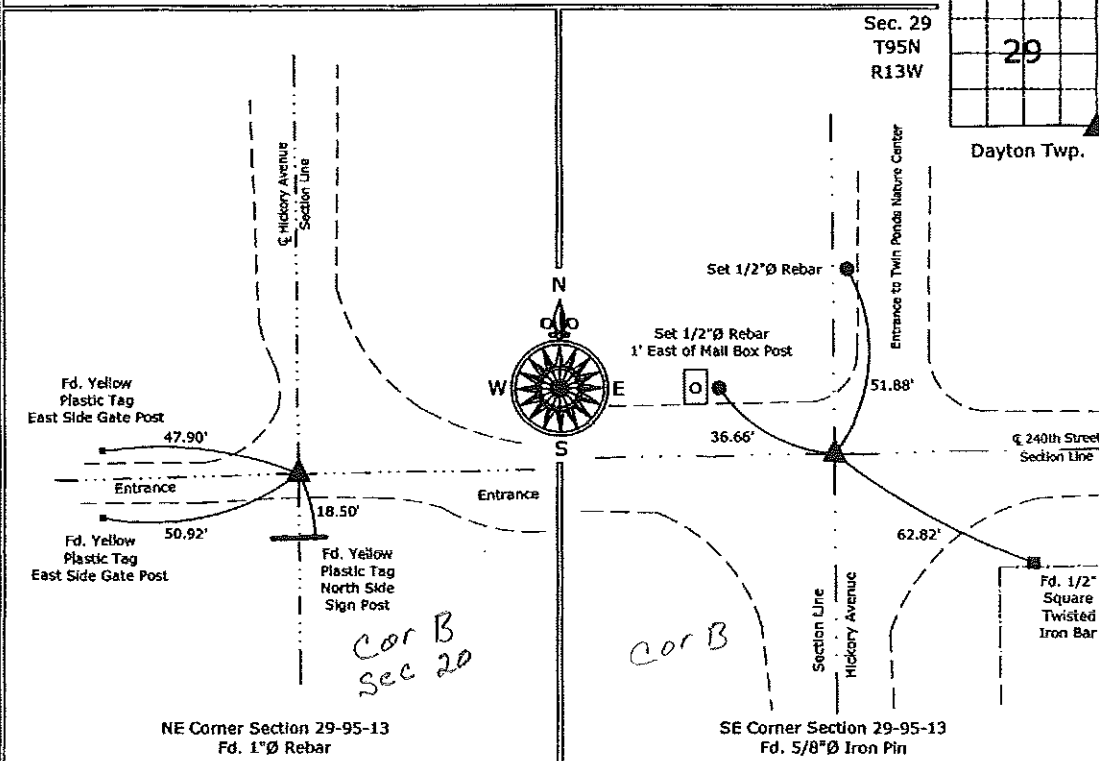 Sec. 29
T95N
R13W
29
Dayton Twp.
℄ Hickory Avenue
Section Line
Fd. Yellow
Plastic Tag
East Side Gate Post
47.90'
Entrance
Entrance
50.92'
18.50'
Fd. Yellow
Plastic Tag
East Side Gate Post
Fd. Yellow
Plastic Tag
North Side
Sign Post
Cor B
Sec 20
NE Corner Section 29-95-13
Fd. 1"Ø Rebar
N
W
E
S
Entrance to Twin Ponds Nature Center
Set 1/2"Ø Rebar
Set 1/2"Ø Rebar
1' East of Mail Box Post
O
51.88'
36.66'
℄ 240th Street
Section Line
62.82'
Section Line
Hickory Avenue
Fd. 1/2"
Square
Twisted
Iron Bar
Cor B
SE Corner Section 29-95-13
Fd. 5/8"Ø Iron Pin